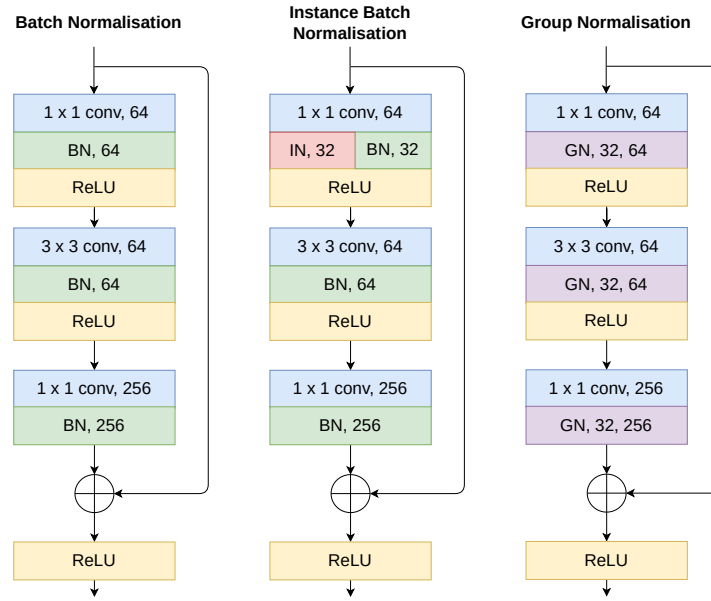 Batch Normalisation
1 x 1 conv, 64
BN, 64
ReLU
3 x 3 conv, 64
BN, 64
ReLU
1 x 1 conv, 256
BN, 256
ReLU
Instance Batch
Normalisation
1 x 1 conv, 64
IN, 32
BN, 32
ReLU
3 x 3 conv, 64
BN, 64
ReLU
1 x 1 conv, 256
BN, 256
ReLU
Group Normalisation
1 x 1 conv, 64
GN, 32, 64
ReLU
3 x 3 conv, 64
GN, 32, 64
ReLU
1 x 1 conv, 256
GN, 32, 256
ReLU